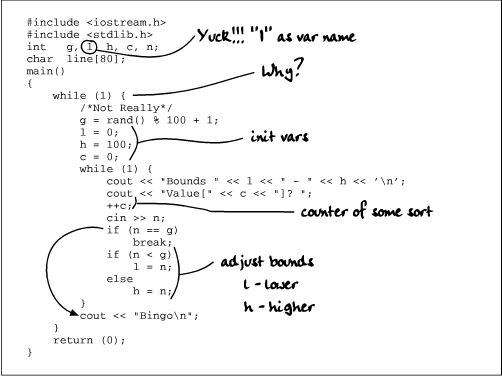 #include <iostream.h>
#include <stdlib.h>
int   g, l h, c, n;
Yuck!!! "l" as var name
char  line[80];
main()
Why?
{
    while (1) {
        /*Not Really*/
        g = rand() % 100 + 1;
        l = 0;
        h = 100;
        c = 0;
init vars
        while (1) {
            cout << "Bounds " << l << " - " << h << '\n';
            cout << "Value[" << c << "]? ";
            ++c;
counter of some sort
            cin >> n;
            if (n == g)
                break;
            if (n < g)
                l = n;
            else
                h = n;
adjust bounds
l - lower
h - higher
        }
        cout << "Bingo\n";
    }
    return (0);
}